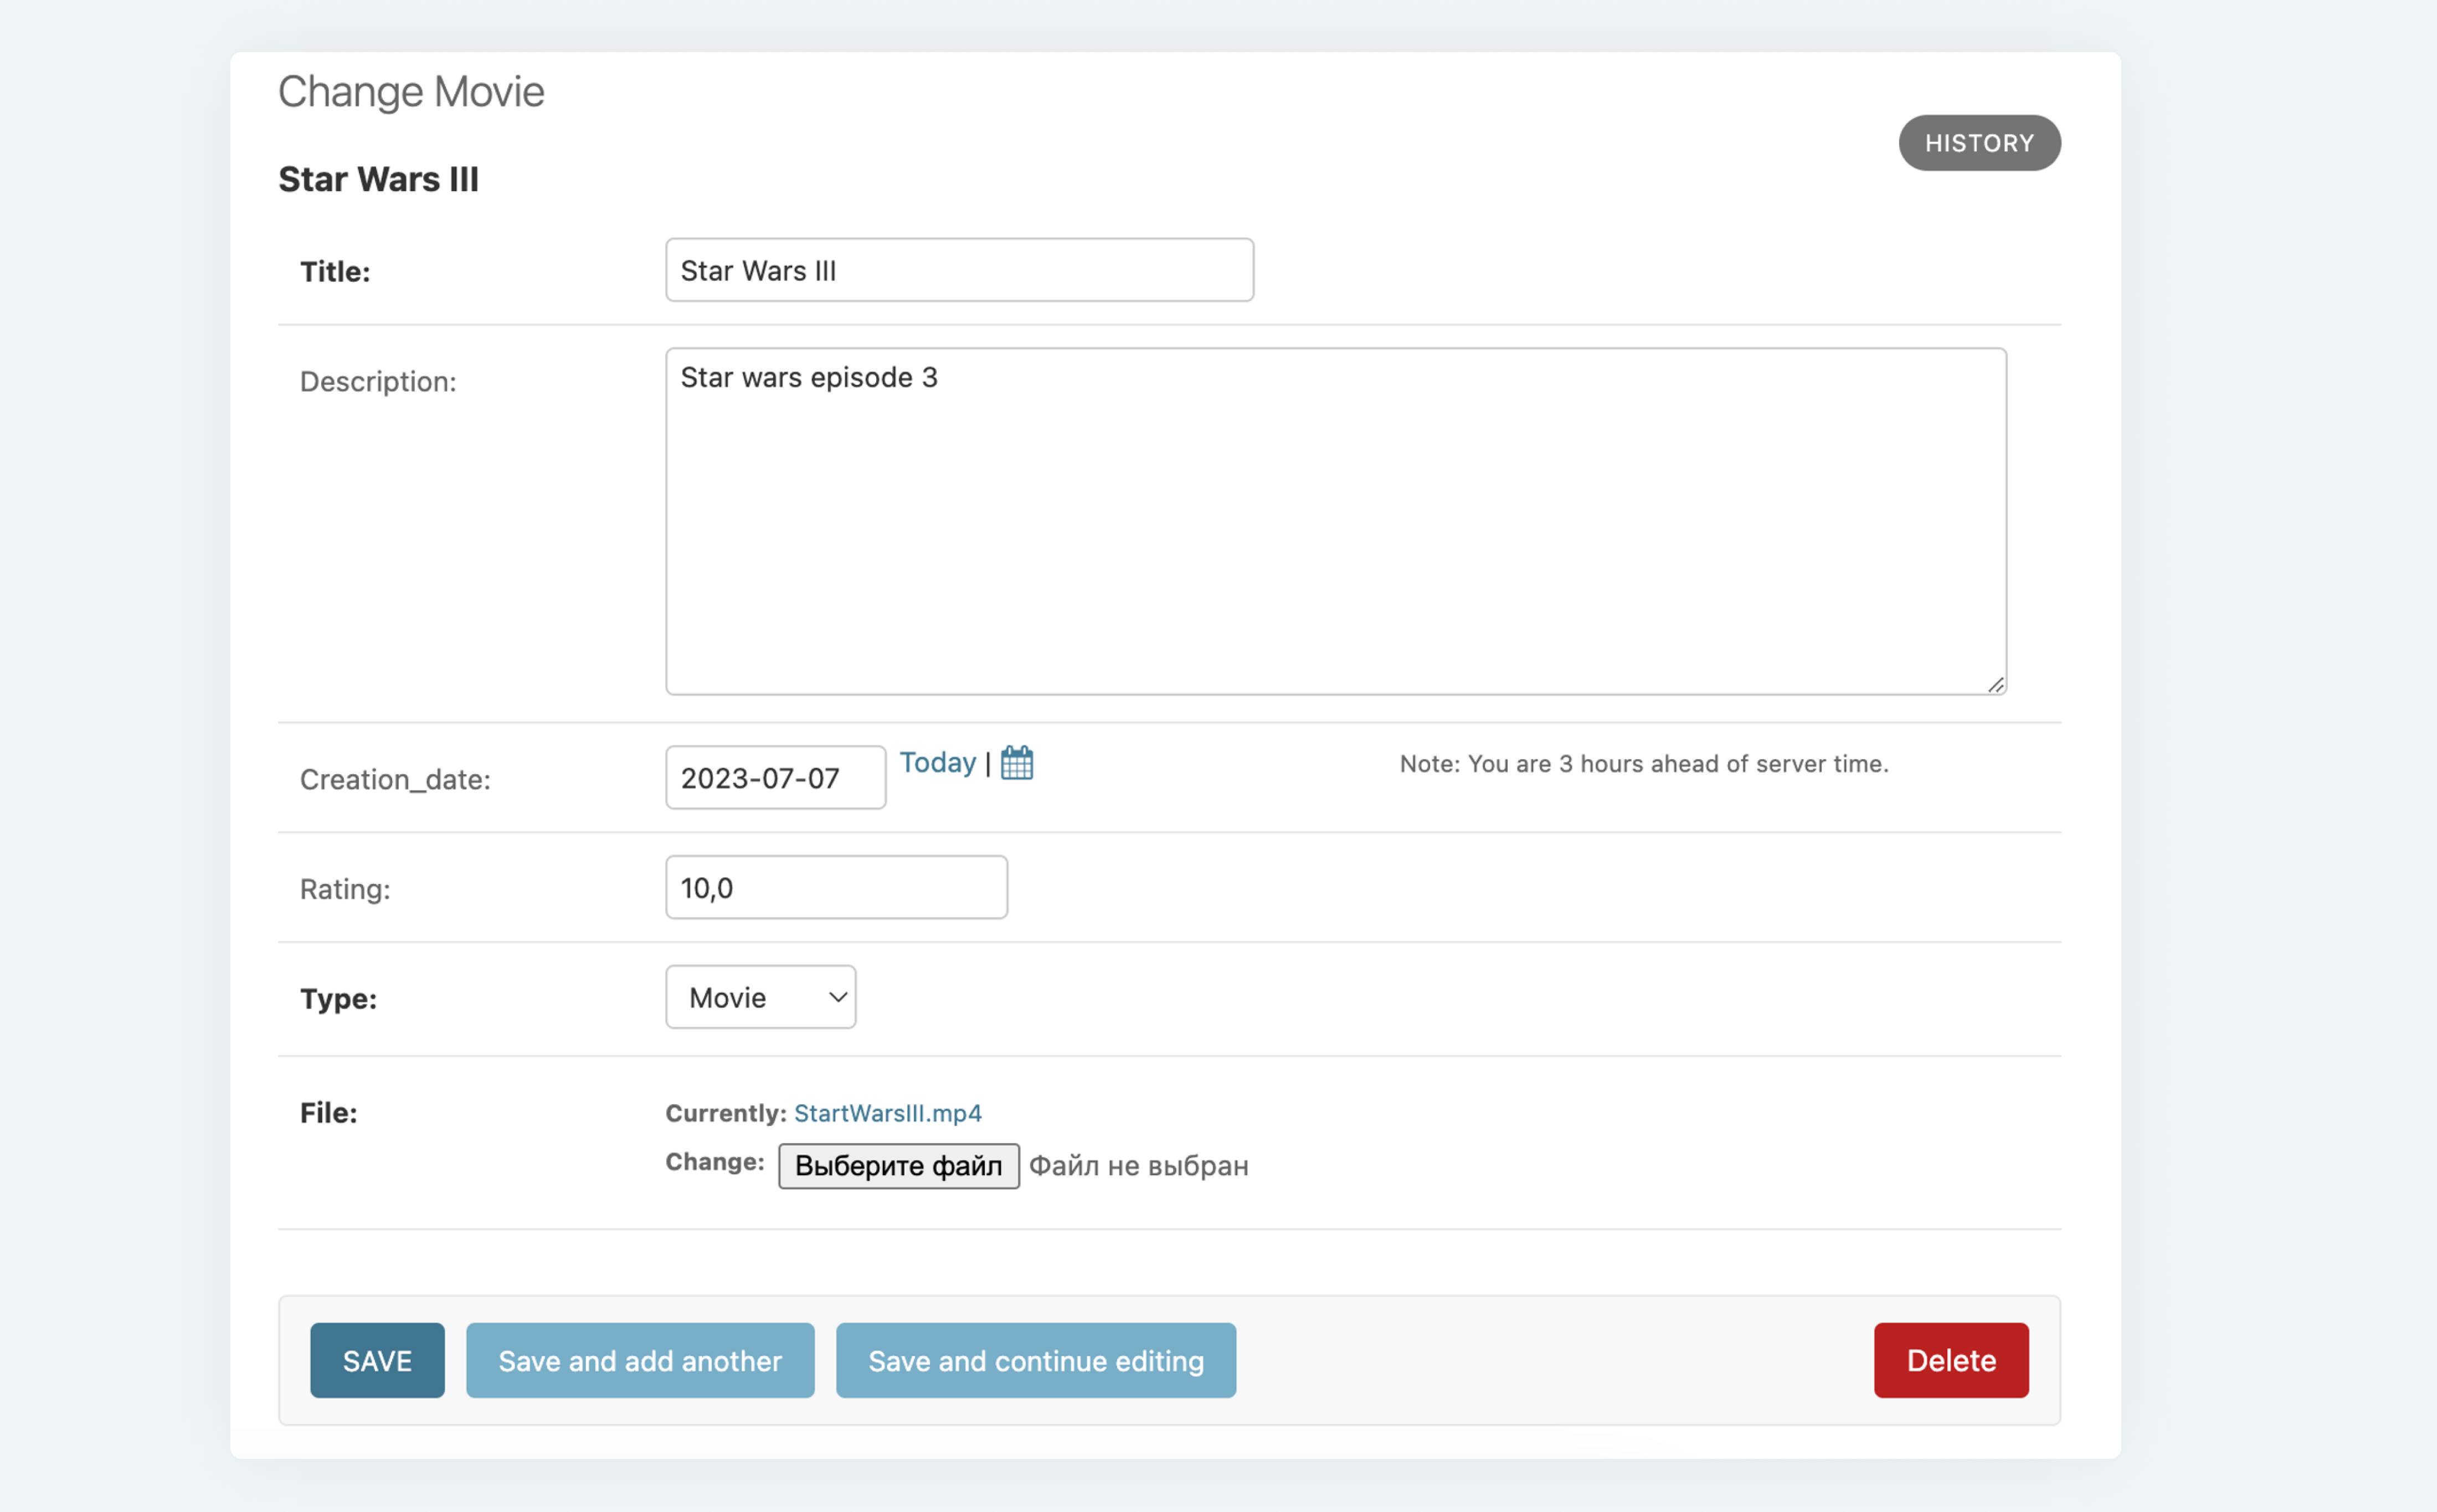 Change Movie
HISTORY
Star Wars III
Title:
Star Wars III
Description:
Star wars episode 3
Creation_date:
2023-07-07
Today |
Note: You are 3 hours ahead of server time.
Rating:
10,0
Type:
Movie
File:
Currently: StartWarsIII.mp4
Change: Выберите файл Файл не выбран
SAVE
Save and add another
Save and continue editing
Delete